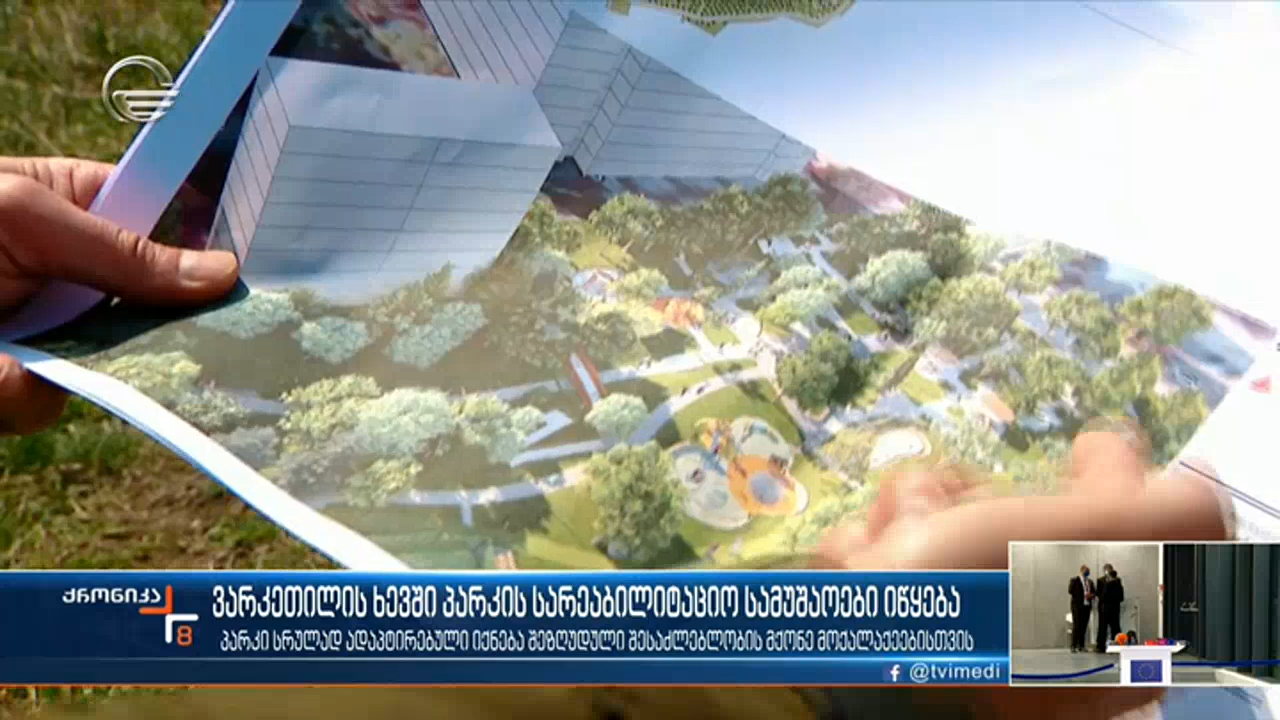 ქრონიკა
8
ვარკეთილის ხევში პარკის სარეაბილიტაციო სამუშაოები იწყება
პარკი სრულად ადაპტირებული იქნება შეზღუდული შესაძლებლობის მქონე მოქალაქეებისთვის
@tvimedi